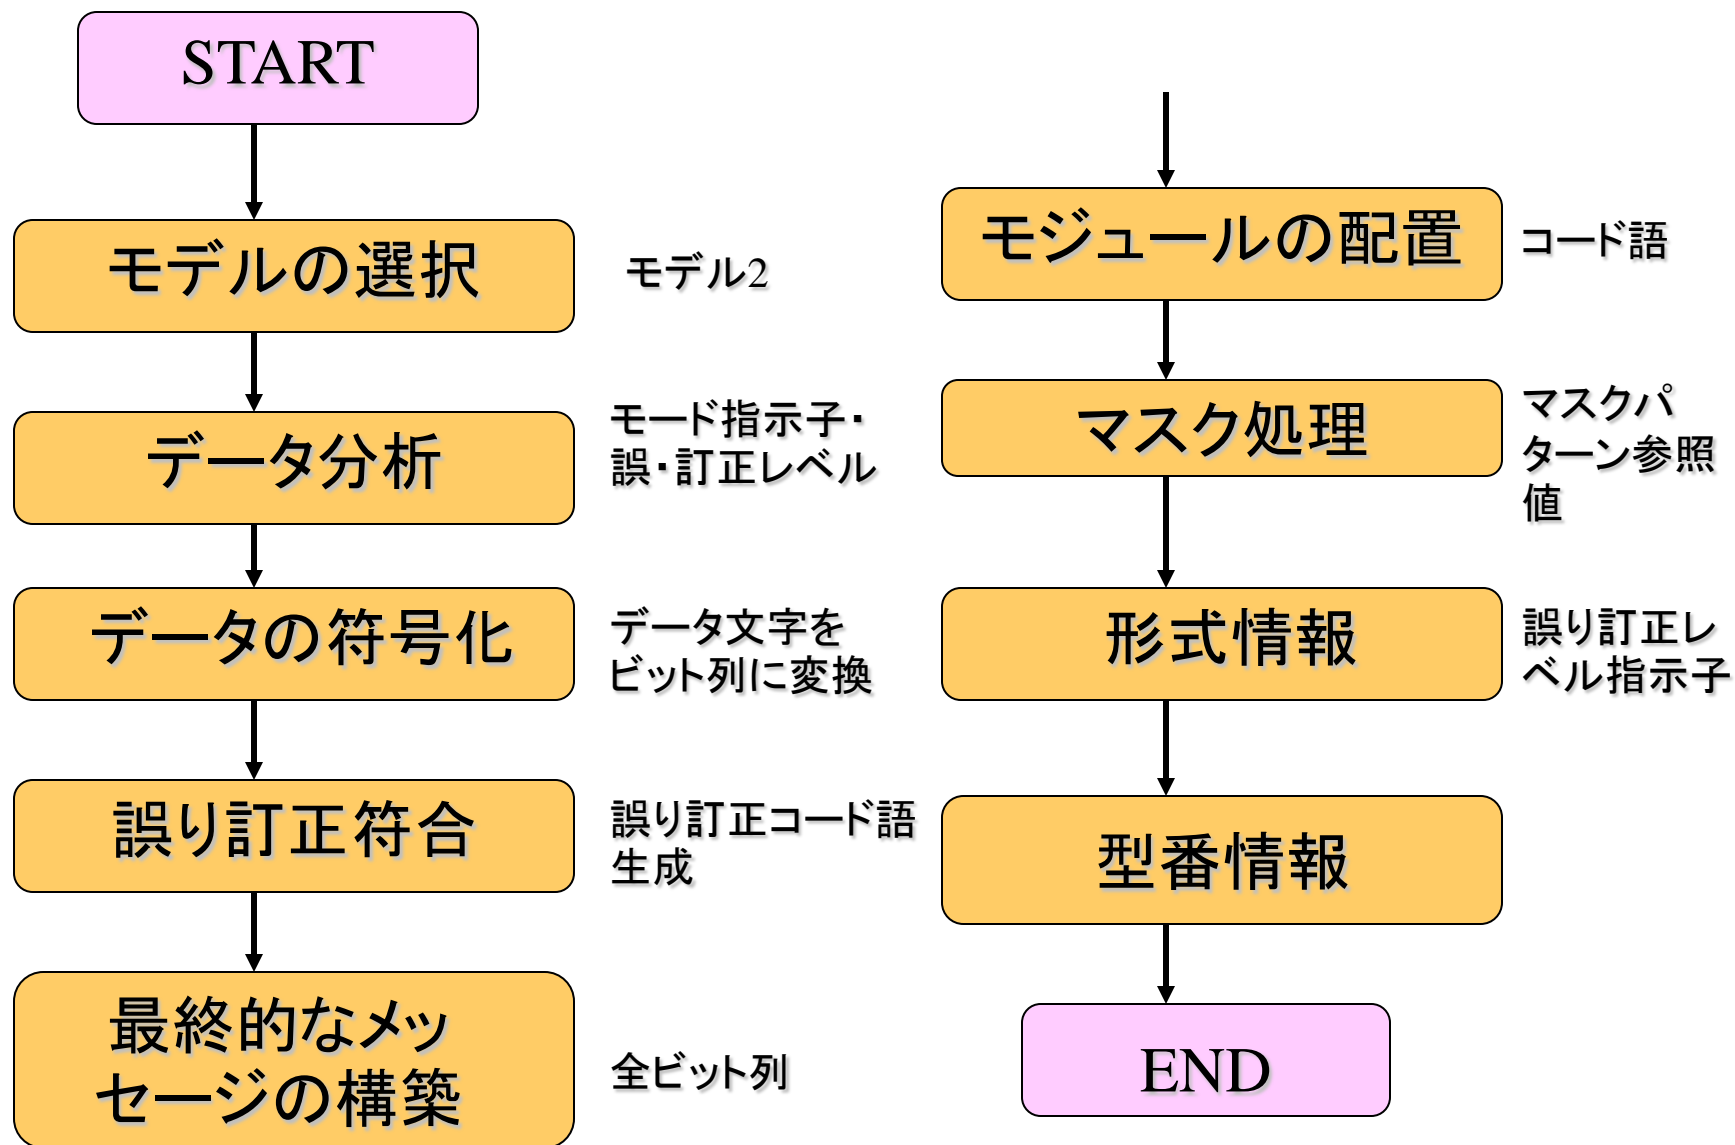 START
モデルの選択
モデル2
データ分析
モード指示子・
誤・訂正レベル
データの符号化
データ文字を
ビット列に変換
誤り訂正符合
誤り訂正コード語
生成
最終的なメッ
セージの構築
全ビット列
モジュールの配置
コード語
マスク処理
マスクパ
ターン参照
値
形式情報
誤り訂正レ
ベル指示子
型番情報
END